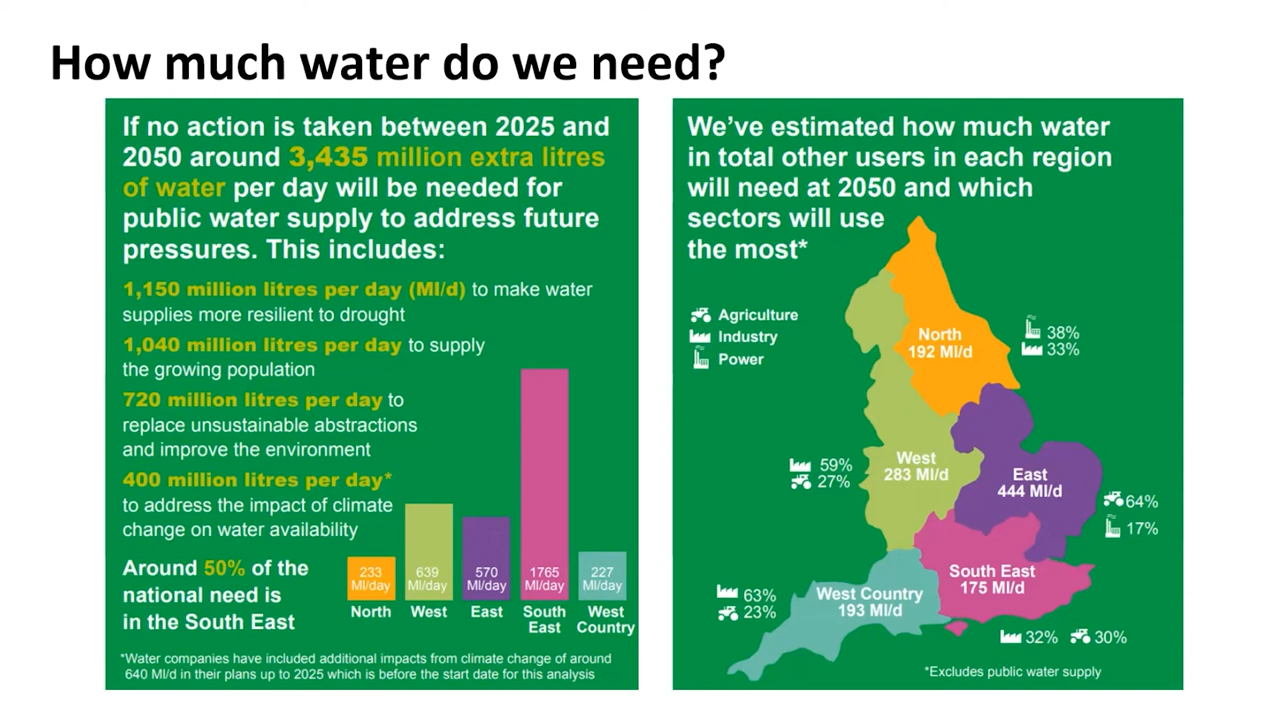 How much water do we need?
If no action is taken between 2025 and
2050 around 3,435 million extra litres
of water per day will be needed for
public water supply to address future
pressures. This includes:
1,150 million litres per day (Ml/d) to make water
supplies more resilient to drought
1,040 million litres per day to supply
the growing population
720 million litres per day to
replace unsustainable abstractions
and improve the environment
400 million litres per day*
to address the impact of climate
change on water availability
Around 50% of the
national need is
in the South East
233
Ml/day
North
639
Ml/day
West
570
Ml/day
East
1765
Ml/day
South
East
227
Ml/day
West
Country
*Water companies have included additional impacts from climate change of around
640 Ml/d in their plans up to 2025 which is before the start date for this analysis
We've estimated how much water
in total other users in each region
will need at 2050 and which
sectors will use
the most*
Agriculture
Industry
Power
North
192 Ml/d
38%
33%
West
283 Ml/d
59%
27%
East
444 Ml/d
64%
17%
South East
175 Ml/d
32% 30%
West Country
193 Ml/d
63%
23%
*Excludes public water supply